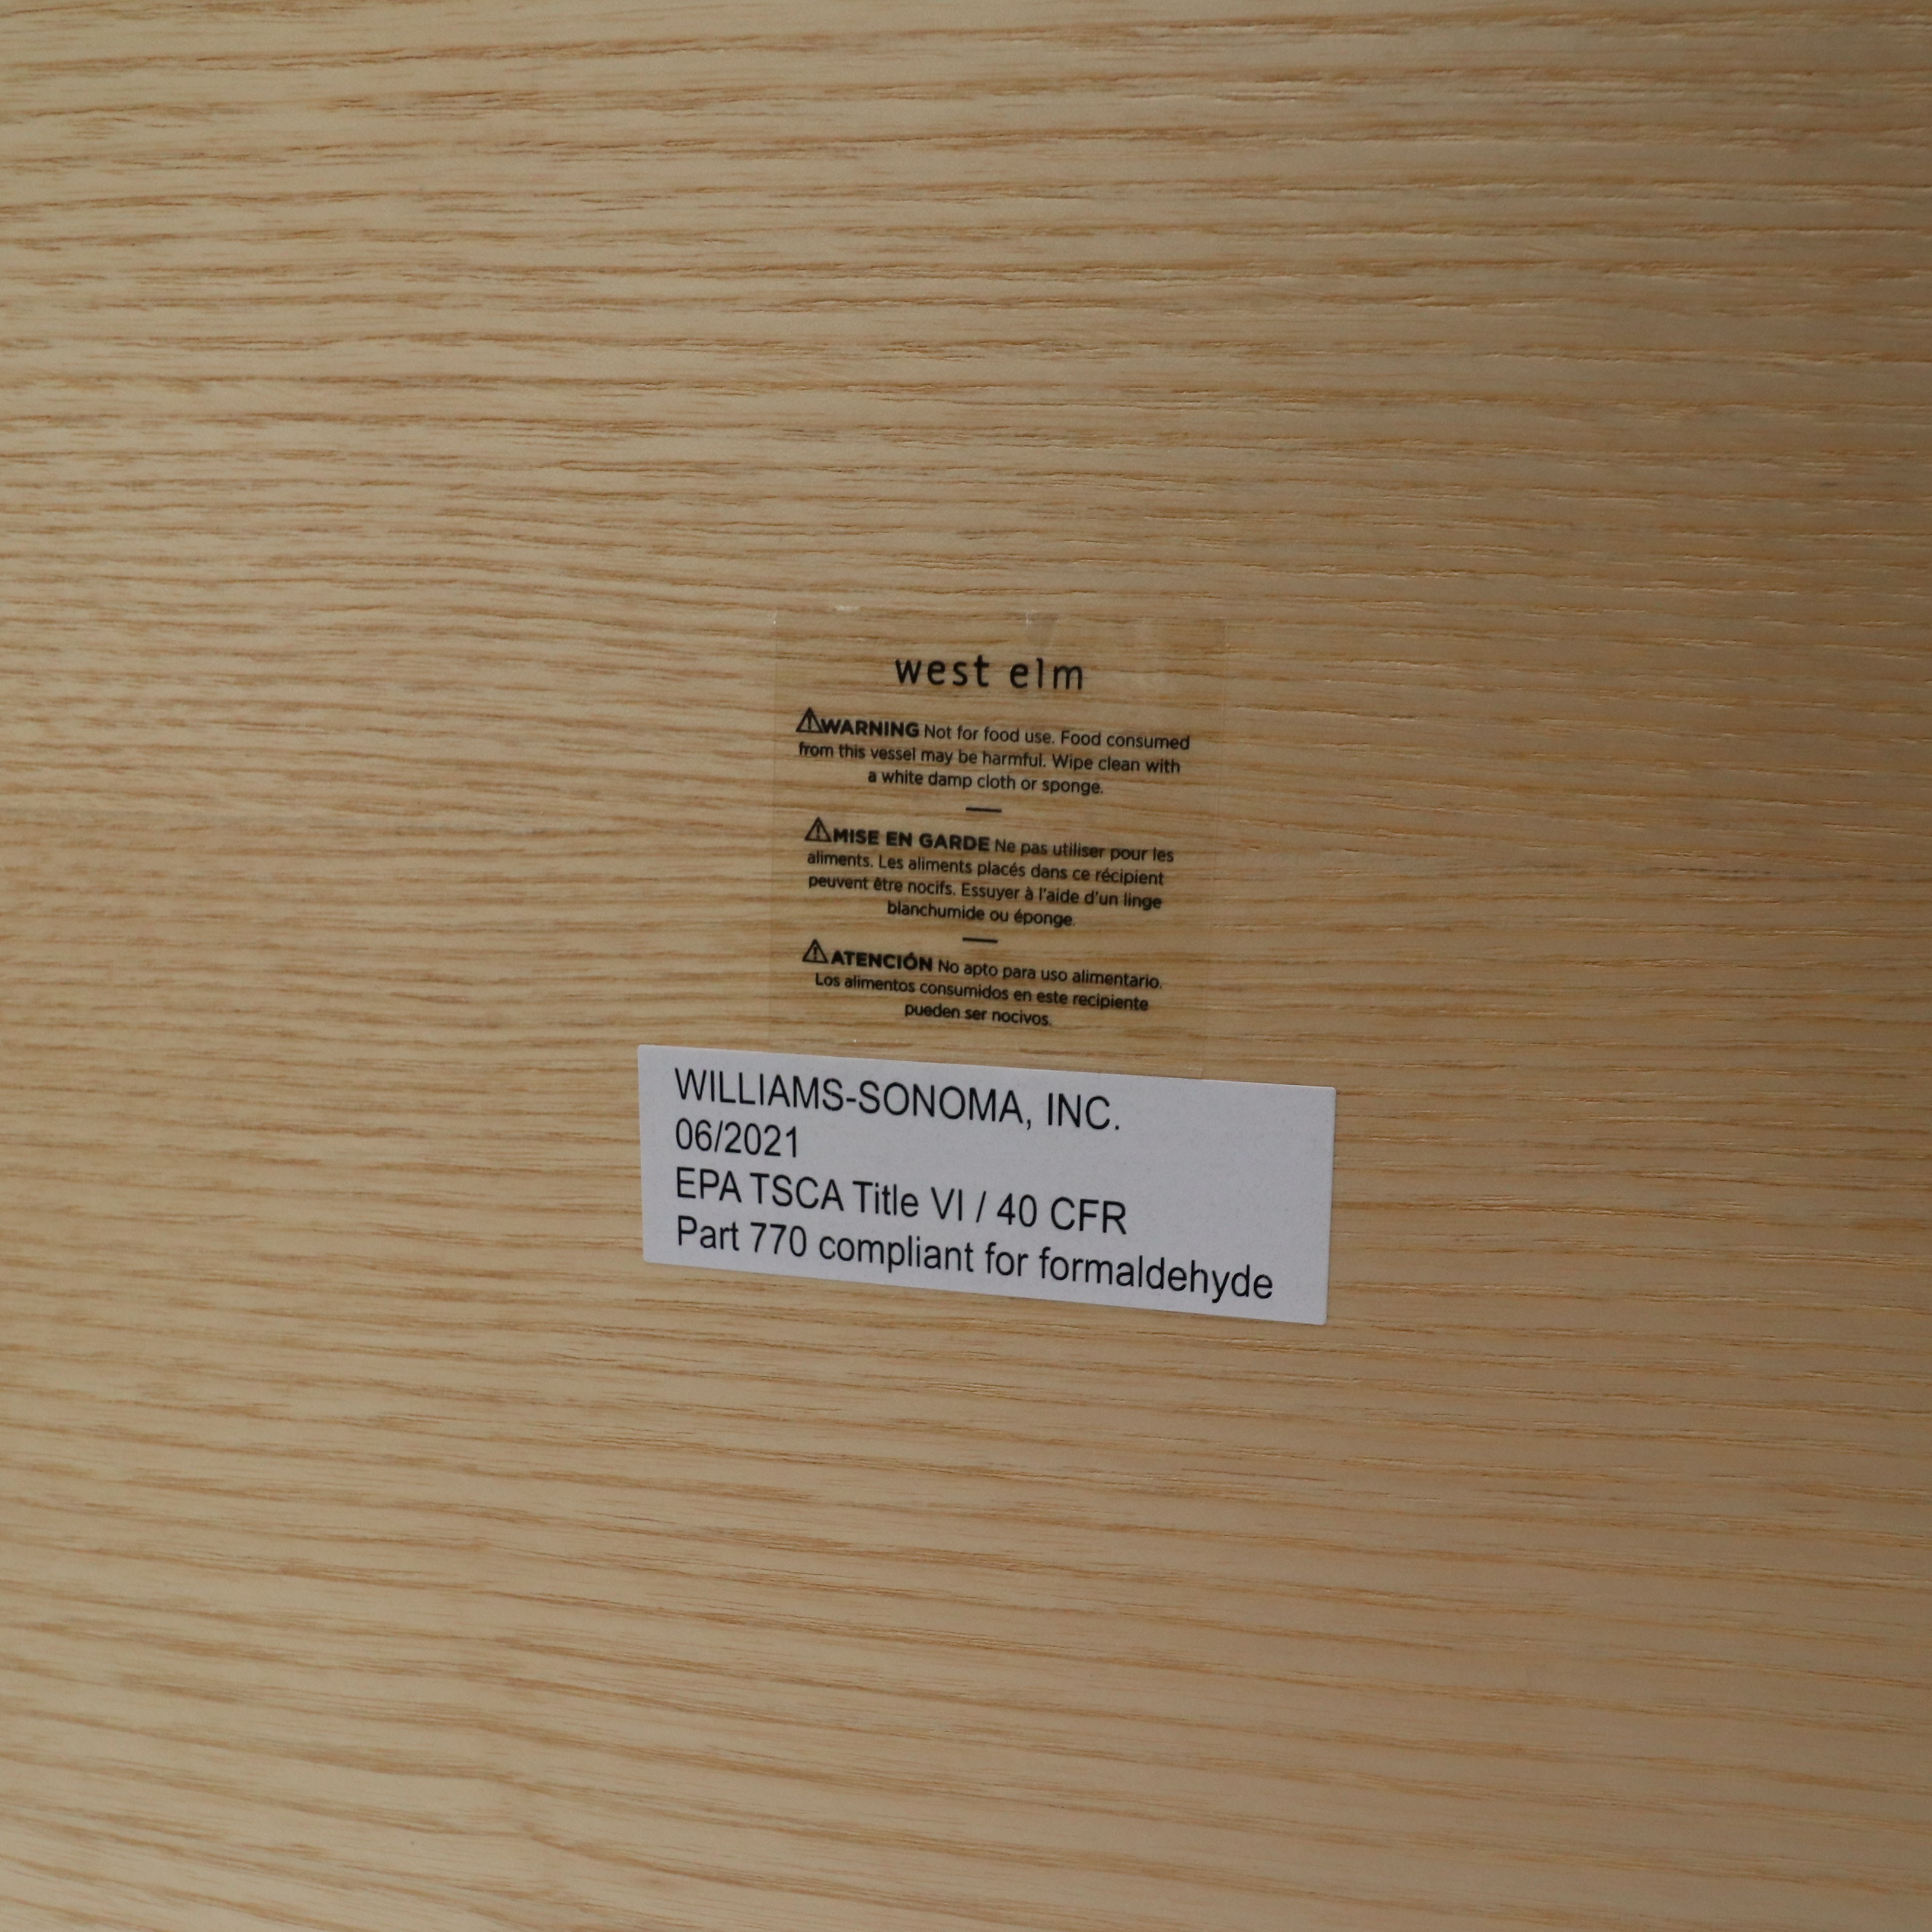 west elm
⚠WARNING Not for food use. Food consumed
from this vessel may be harmful. Wipe clean with
a white damp cloth or sponge.
⚠MISE EN GARDE Ne pas utiliser pour les
aliments. Les aliments placés dans ce récipient
peuvent être nocifs. Essuyer à l'aide d'un linge
blanchumide ou éponge.
⚠ATENCIÓN No apto para uso alimentario.
Los alimentos consumidos en este recipiente
pueden ser nocivos.
WILLIAMS-SONOMA, INC.
06/2021
EPA TSCA Title VI / 40 CFR
Part 770 compliant for formaldehyde